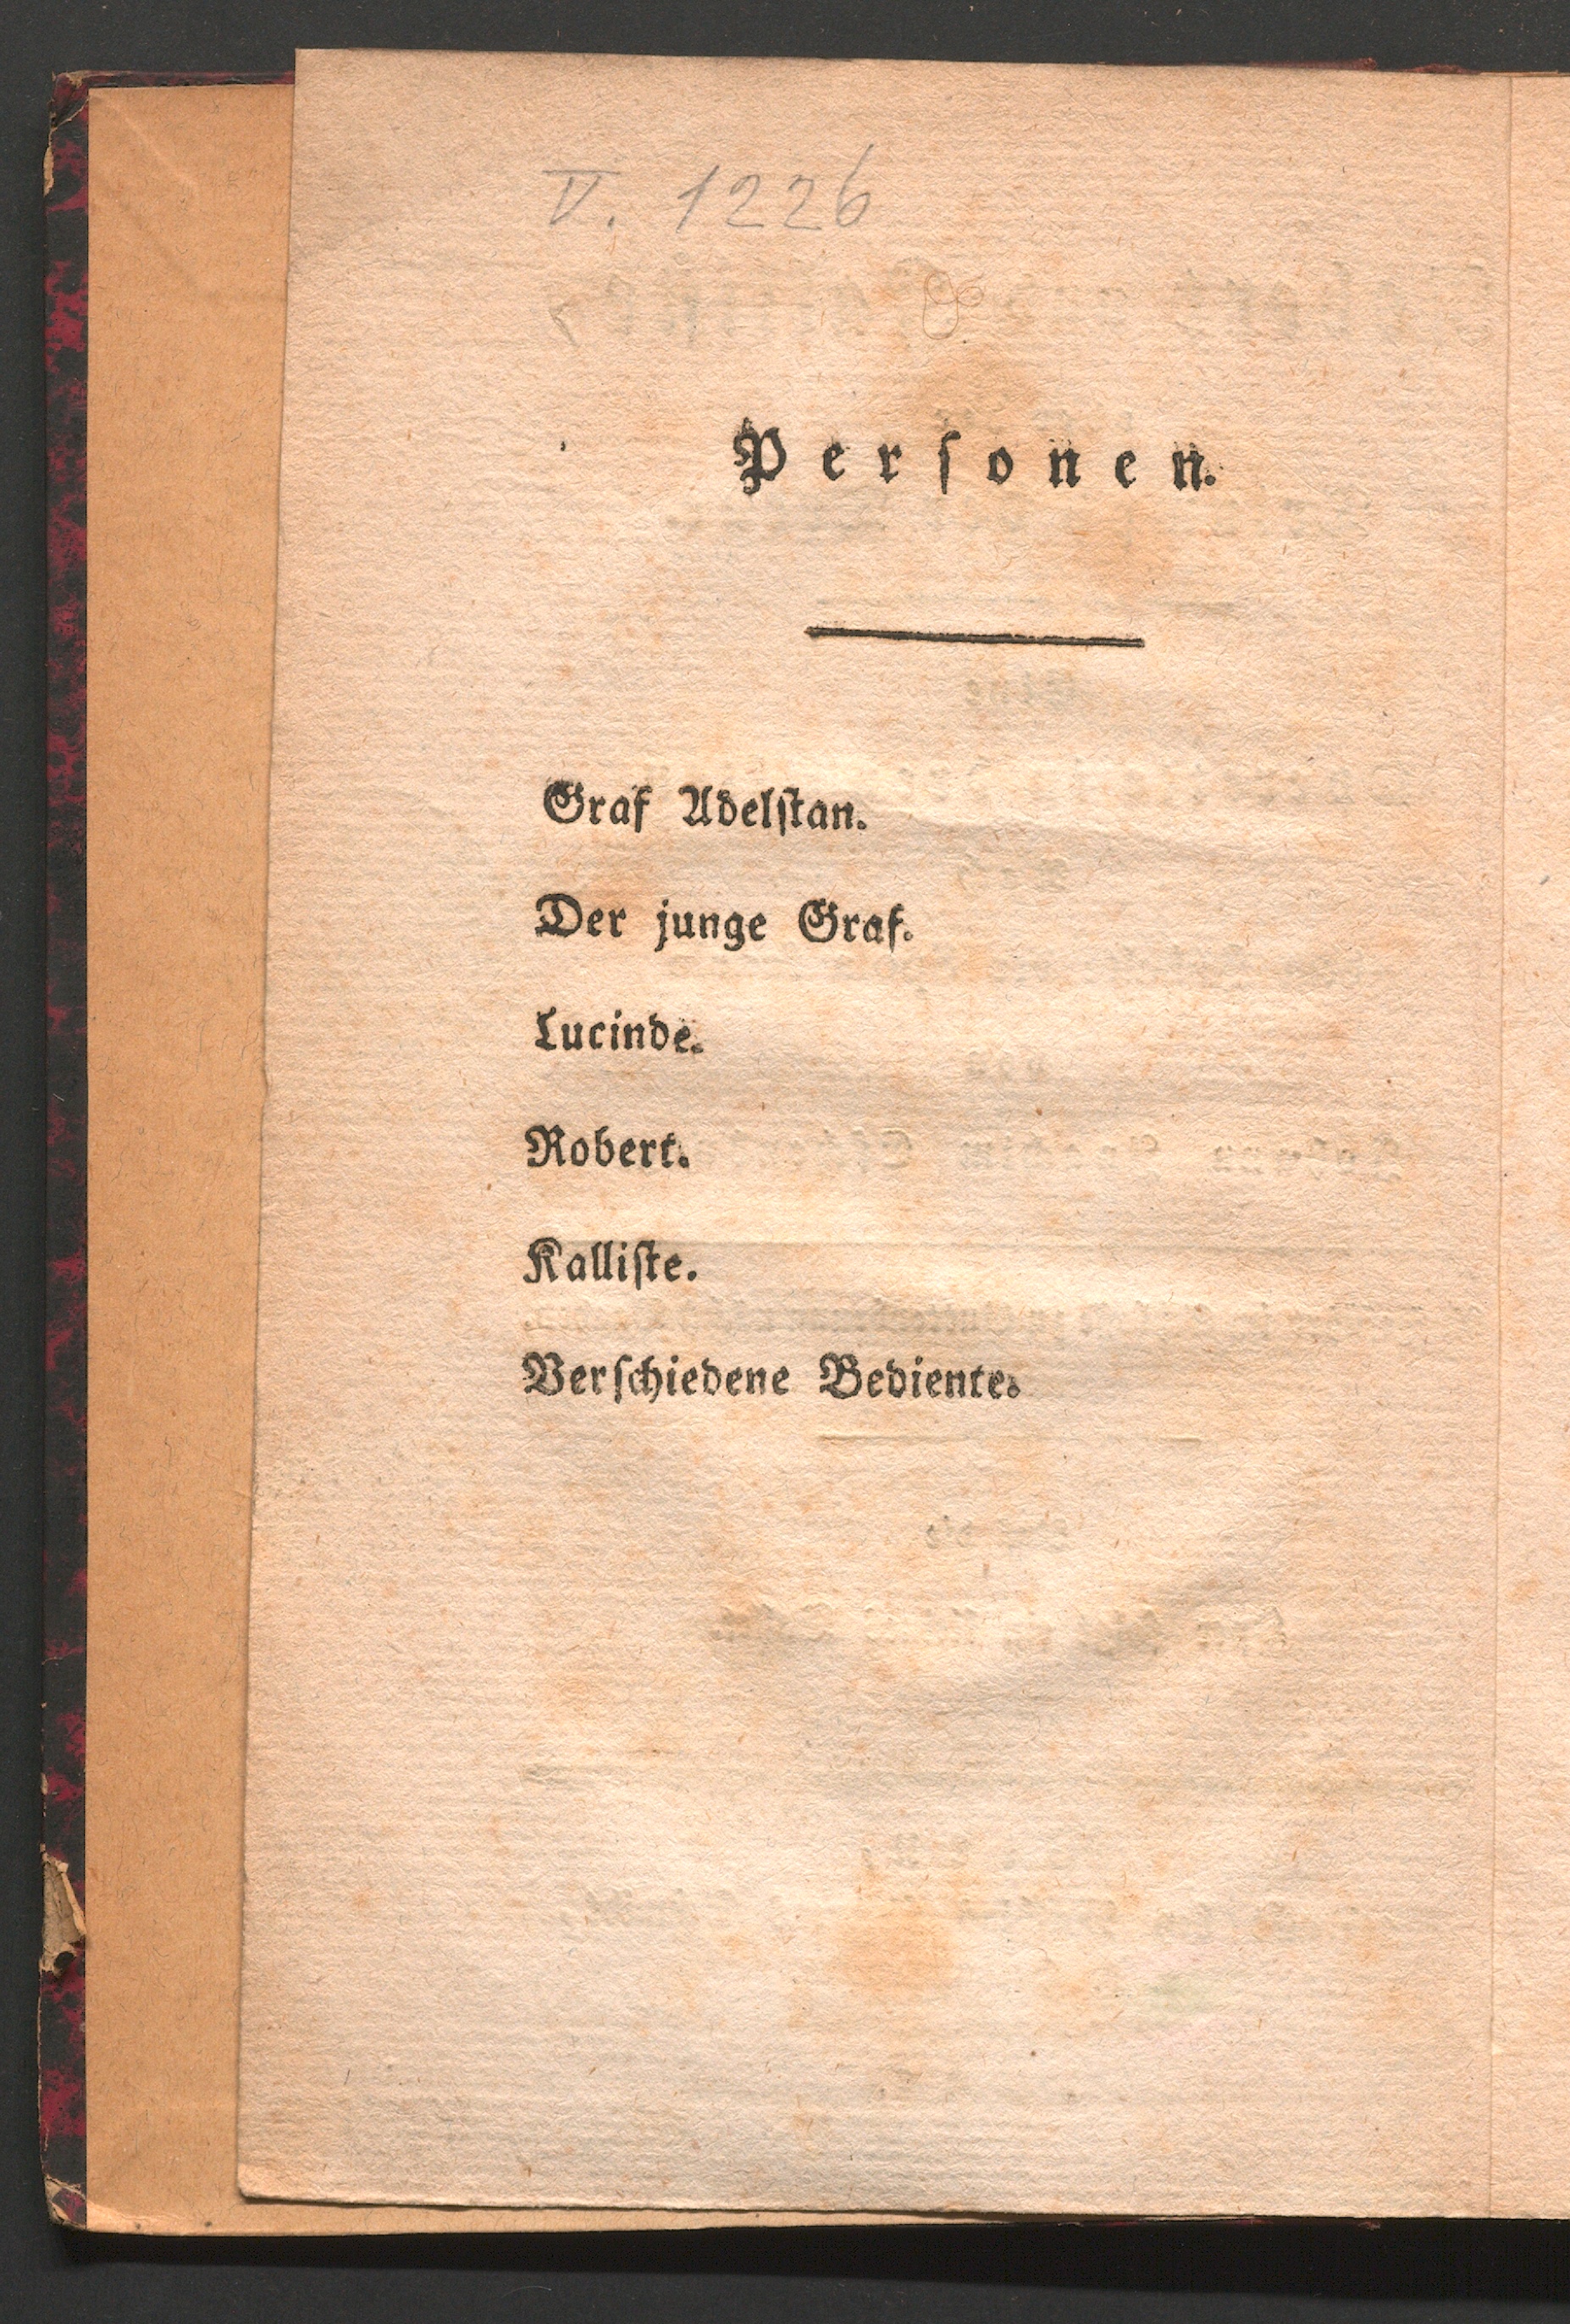 V. 1226
Perſonen.
Graf Adelſtan.
Der junge Graf.
Lucinde.
Robert.
Kalliſte.
Verſchiedene Bediente.